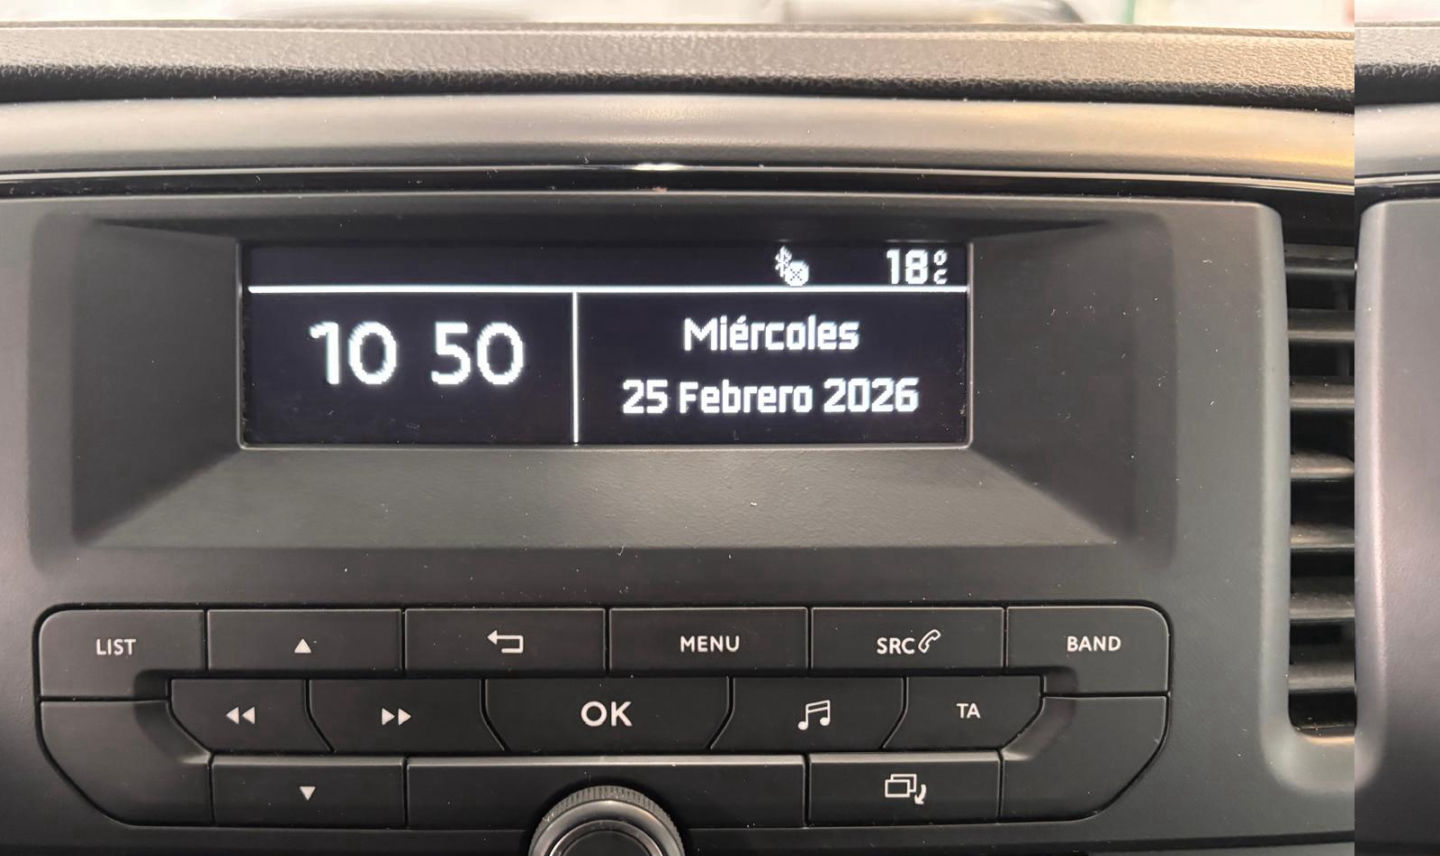 18°C
10 50
Miércoles
25 Febrero 2026
LIST
MENU
SRC
BAND
OK
TA